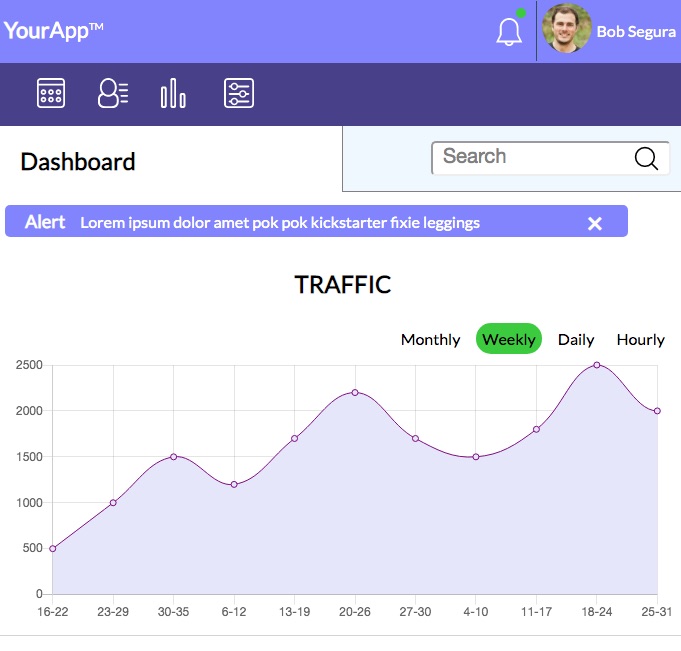 YourApp™
Bob Segura
Dashboard
Search
Alert Lorem ipsum dolor amet pok pok kickstarter fixie leggings ×
TRAFFIC
Monthly Weekly Daily Hourly
2500
2000
1500
1000
500
0
16-22 23-29 30-35 6-12 13-19 20-26 27-30 4-10 11-17 18-24 25-31